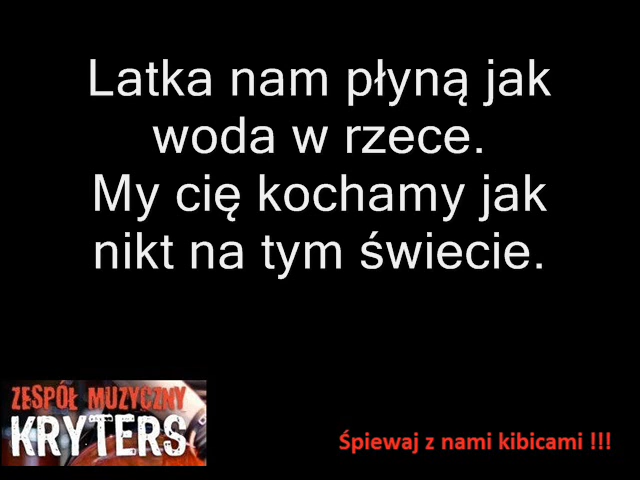 Latka nam płyną jak
woda w rzece.
My cię kochamy jak
nikt na tym świecie.
ZESPÓŁ MUZYCZNY
KRYTERS
Śpiewaj z nami kibicami !!!